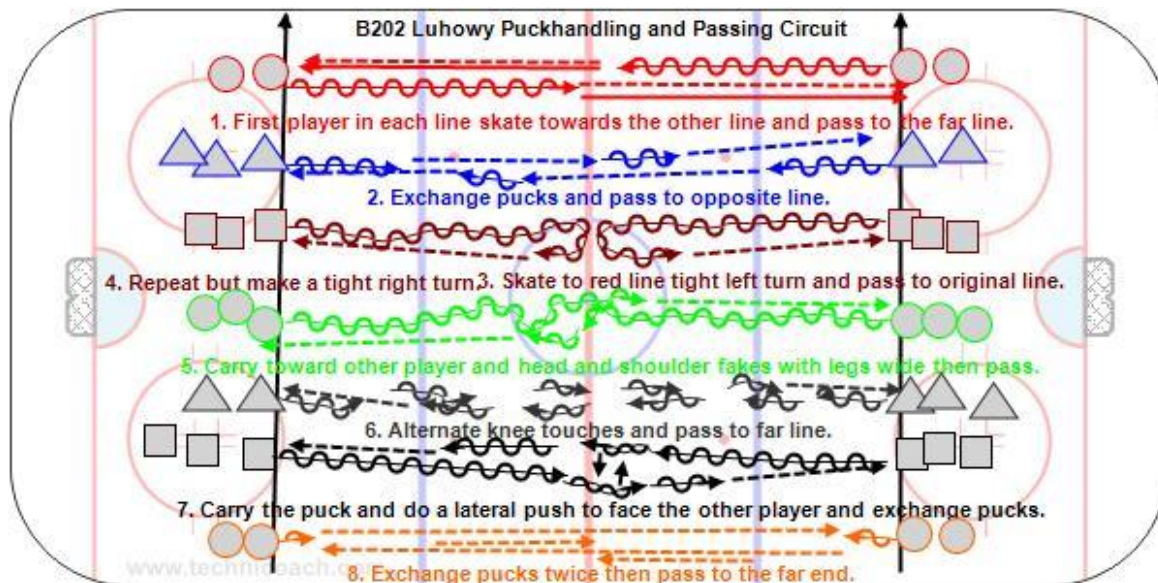 B202 Luhowy Puckhandling and Passing Circuit
1. First player in each line skate towards the other line and pass to the far line.
2. Exchange pucks and pass to opposite line.
4. Repeat but make a tight right turn.
3. Skate to red line tight left turn and pass to original line.
5. Carry toward other player and head and shoulder fakes with legs wide then pass.
6. Alternate knee touches and pass to far line.
7. Carry the puck and do a lateral push to face the other player and exchange pucks.
8. Exchange pucks twice then pass to the far end.